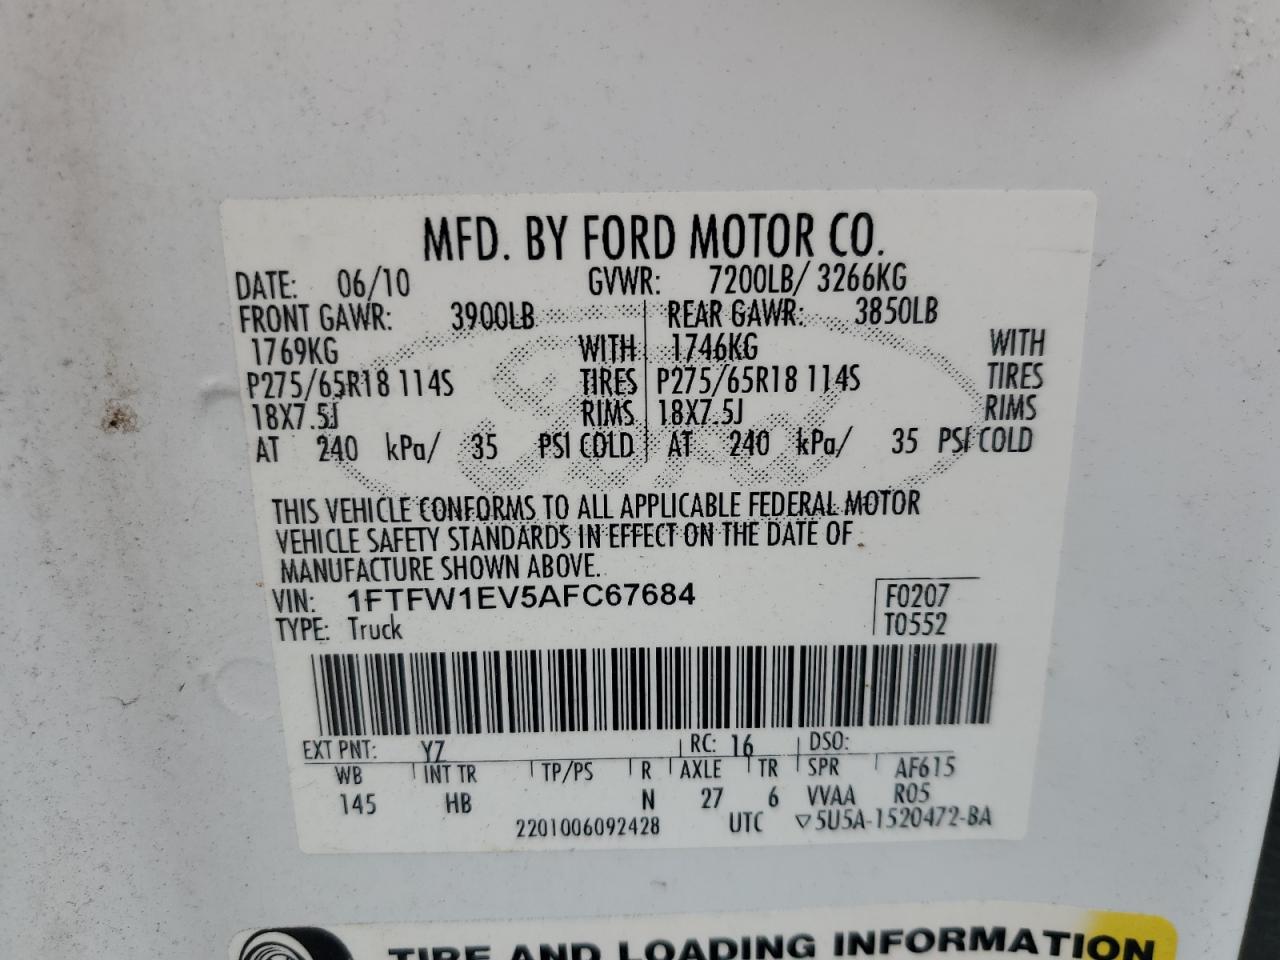 MFD. BY FORD MOTOR CO.
DATE: 06/10 GVWR: 7200LB/ 3266KG
FRONT GAWR: 3900LB REAR GAWR: 3850LB
1769KG WITH 1746KG WITH
P275/65R18 114S TIRES P275/65R18 114S TIRES
18X7.5J RIMS 18X7.5J RIMS
AT 240 kPa/ 35 PSI COLD AT 240 kPa/ 35 PSI COLD
Ford
THIS VEHICLE CONFORMS TO ALL APPLICABLE FEDERAL MOTOR
VEHICLE SAFETY STANDARDS IN EFFECT ON THE DATE OF
MANUFACTURE SHOWN ABOVE.
VIN: 1FTFW1EV5AFC67684 F0207
TYPE: Truck T0552
EXT PNT: YZ RC: 16 DSO:
WB INT TR TP/PS R AXLE TR SPR AF615
145 HB N 27 6 VVAA R05
2201006092428 UTC ▽5U5A-1520472-BA
TIRE AND LOADING INFORMATION